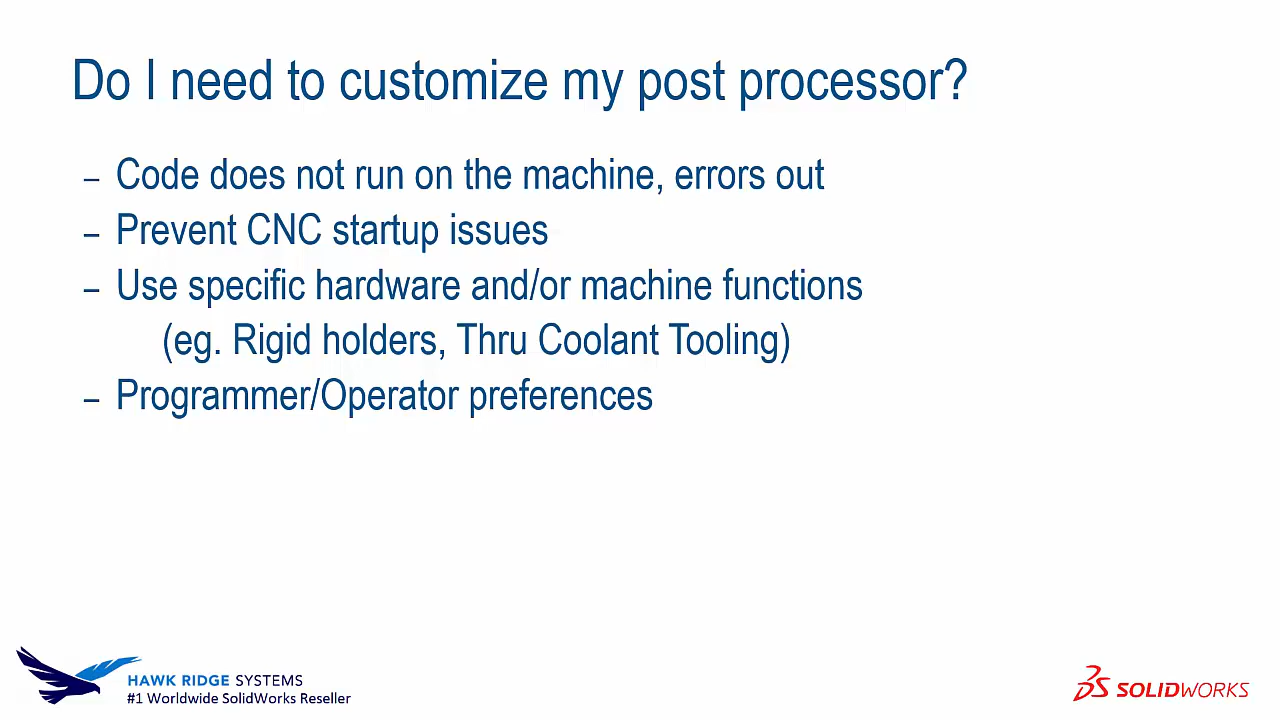 Do I need to customize my post processor?
– Code does not run on the machine, errors out
– Prevent CNC startup issues
– Use specific hardware and/or machine functions
(eg. Rigid holders, Thru Coolant Tooling)
– Programmer/Operator preferences
HAWK RIDGE SYSTEMS
#1 Worldwide SolidWorks Reseller
SOLIDWORKS